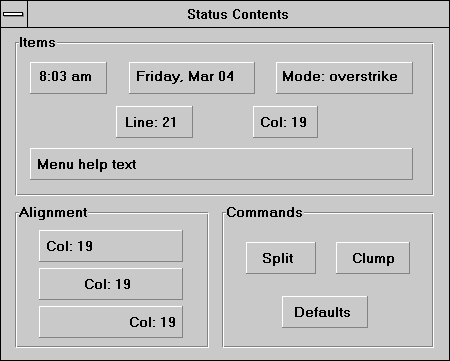 Status Contents
Items
8:03 am
Friday, Mar 04
Mode: overstrike
Line: 21
Col: 19
Menu help text
Alignment
Col: 19
Col: 19
Col: 19
Commands
Split
Clump
Defaults